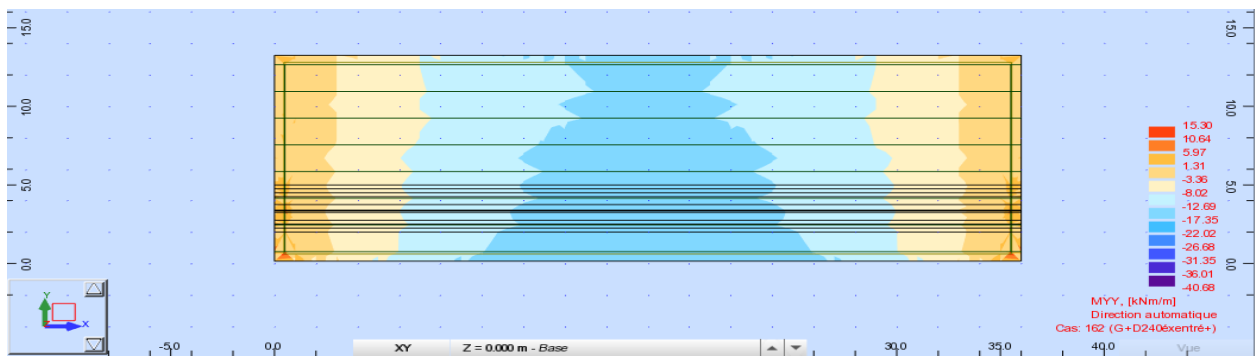 15.0
10.0
5.0
0.0
15.0
10.0
5.0
0.0
15.30
10.64
5.97
1.31
-3.36
-8.02
-12.69
-17.35
-22.02
-26.68
-31.35
-36.01
-40.68
MYY, [kNm/m]
Direction automatique
Cas: 162 (G+D240éxentré+)
Y
Z
X
-5.0
0.0
XY
Z = 0.000 m - Base
30.0
35.0
40.0
Vue